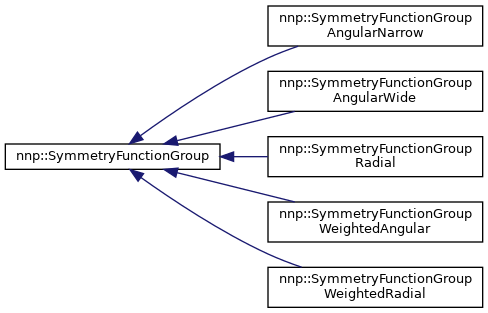 nnp::SymmetryFunctionGroup
AngularNarrow
nnp::SymmetryFunctionGroup
AngularWide
nnp::SymmetryFunctionGroup
nnp::SymmetryFunctionGroup
Radial
nnp::SymmetryFunctionGroup
WeightedAngular
nnp::SymmetryFunctionGroup
WeightedRadial